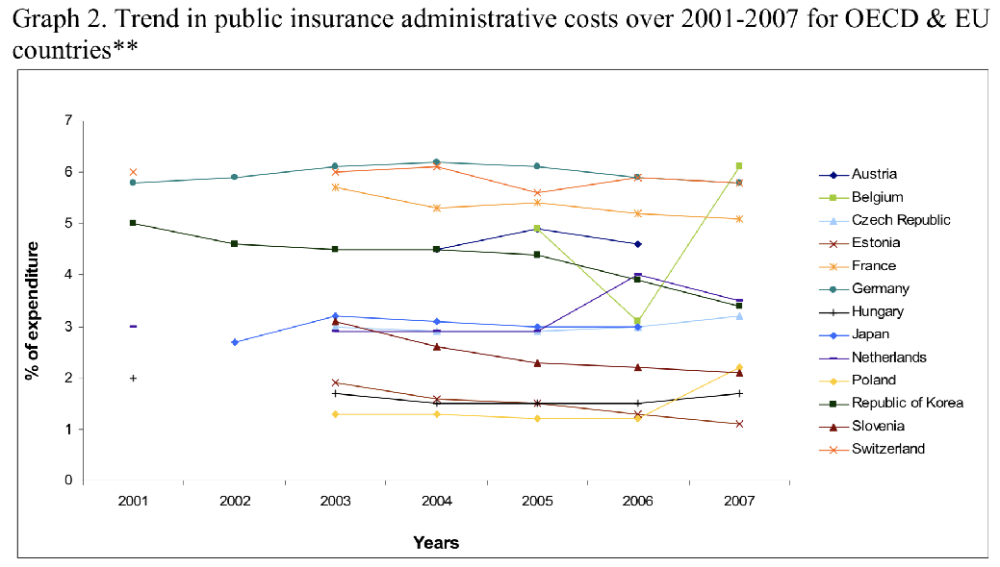 Graph 2. Trend in public insurance administrative costs over 2001-2007 for OECD & EU
countries**
7
6
5
4
3
2
1
0
% of expenditure
2001 2002 2003 2004 2005 2006 2007
Years
Austria
Belgium
Czech Republic
Estonia
France
Germany
Hungary
Japan
Netherlands
Poland
Republic of Korea
Slovenia
Switzerland